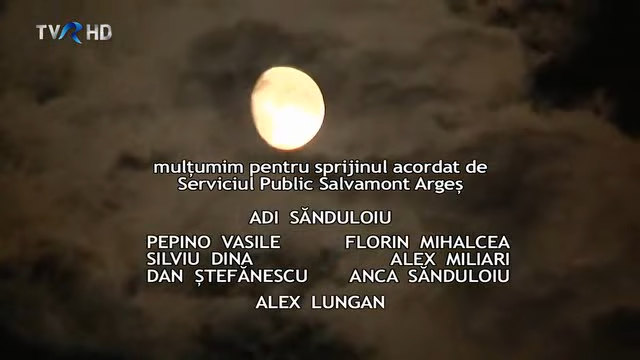 TVR HD
mulțumim pentru sprijinul acordat de
Serviciul Public Salvamont Argeș
ADI SĂNDULOIU
PEPINO VASILE FLORIN MIHALCEA
SILVIU DINA ALEX MILIARI
DAN ȘTEFĂNESCU ANCA SĂNDULOIU
ALEX LUNGAN